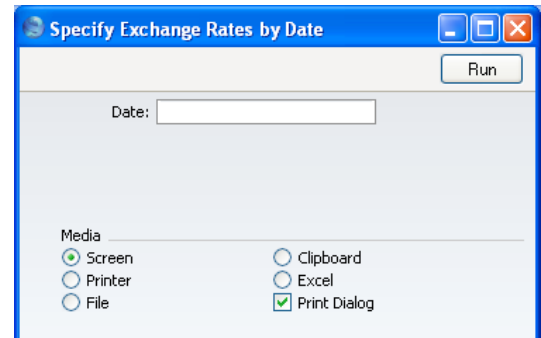 Specify Exchange Rates by Date
Run
Date:
Media
Screen Clipboard
Printer Excel
File Print Dialog